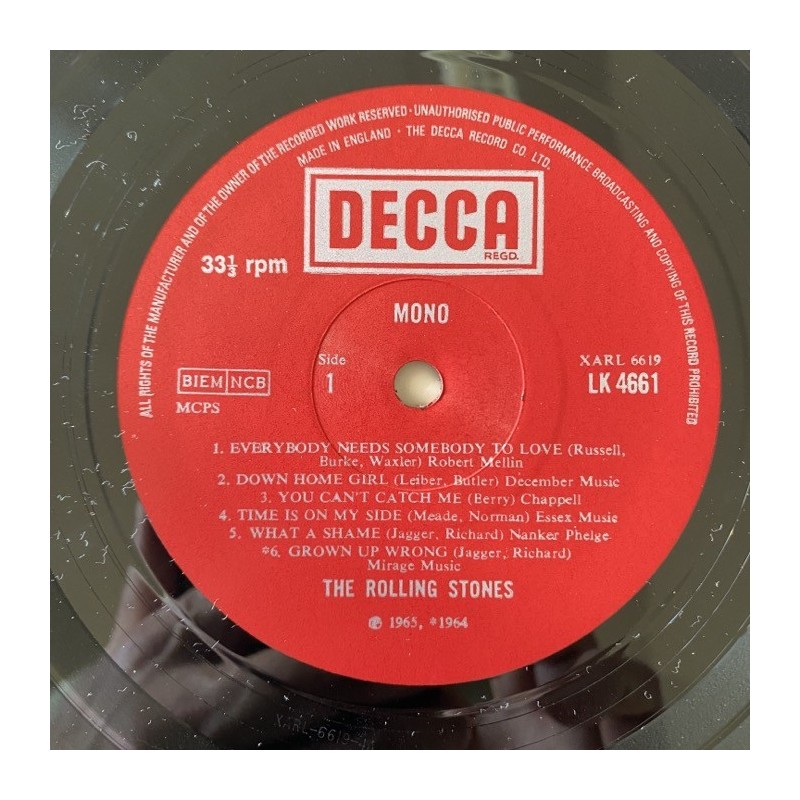 ALL RIGHTS OF THE MANUFACTURER AND OF THE OWNER OF THE RECORDED WORK RESERVED · UNAUTHORISED PUBLIC PERFORMANCE BROADCASTING AND COPYING OF THIS RECORD PROHIBITED
MADE IN ENGLAND · THE DECCA RECORD CO. LTD.
DECCA
REGD.
33⅓ rpm
MONO
Side
1
XARL 6619
LK 4661
BIEM NCB
MCPS
1. EVERYBODY NEEDS SOMEBODY TO LOVE (Russell,
Burke, Waxler) Robert Mellin
2. DOWN HOME GIRL (Leiber, Butler) December Music
3. YOU CAN'T CATCH ME (Berry) Chappell
4. TIME IS ON MY SIDE (Meade, Norman) Essex Music
5. WHAT A SHAME (Jagger, Richard) Nanker Phelge
*6. GROWN UP WRONG (Jagger, Richard)
Mirage Music
THE ROLLING STONES
℗ 1965, *1964
XARL-6619